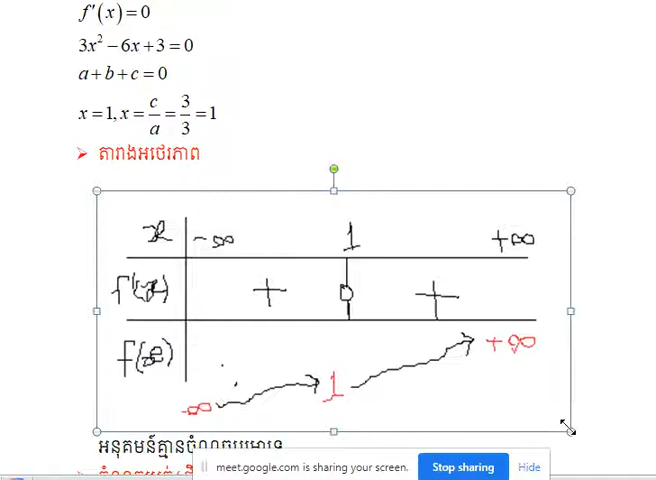 f'(x)=0
3x²−6x+3=0
a+b+c=0
x=1, x=c/a=3/3=1
➢ តារាងអថេរភាព
x −∞ 1 +∞
f'(x) + 0 +
f(x) −∞ 1 +∞
អនុគមន៍គ្មានចំណុចបរមាទេ
meet.google.com is sharing your screen. Stop sharing Hide